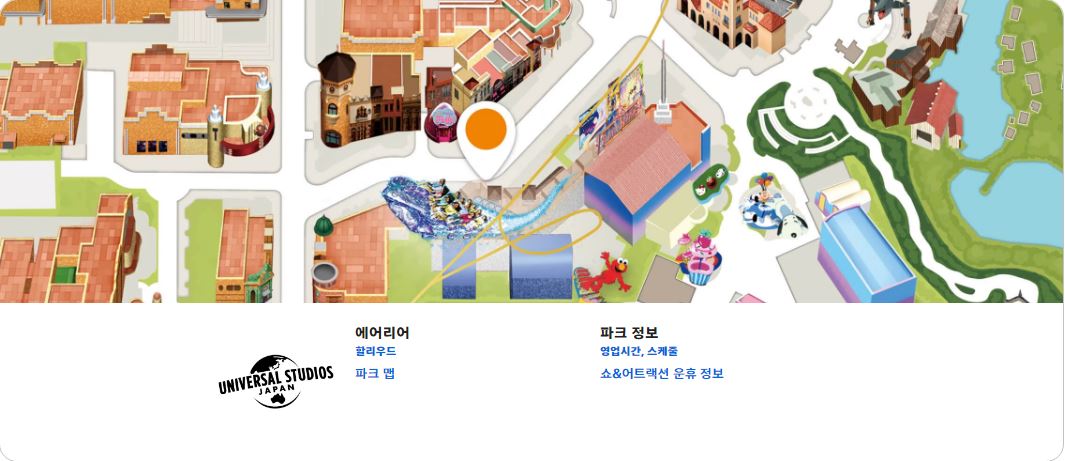 에어리어
할리우드
파크 맵
파크 정보
영업시간, 스케줄
쇼&어트랙션 운휴 정보
UNIVERSAL STUDIOS
JAPAN